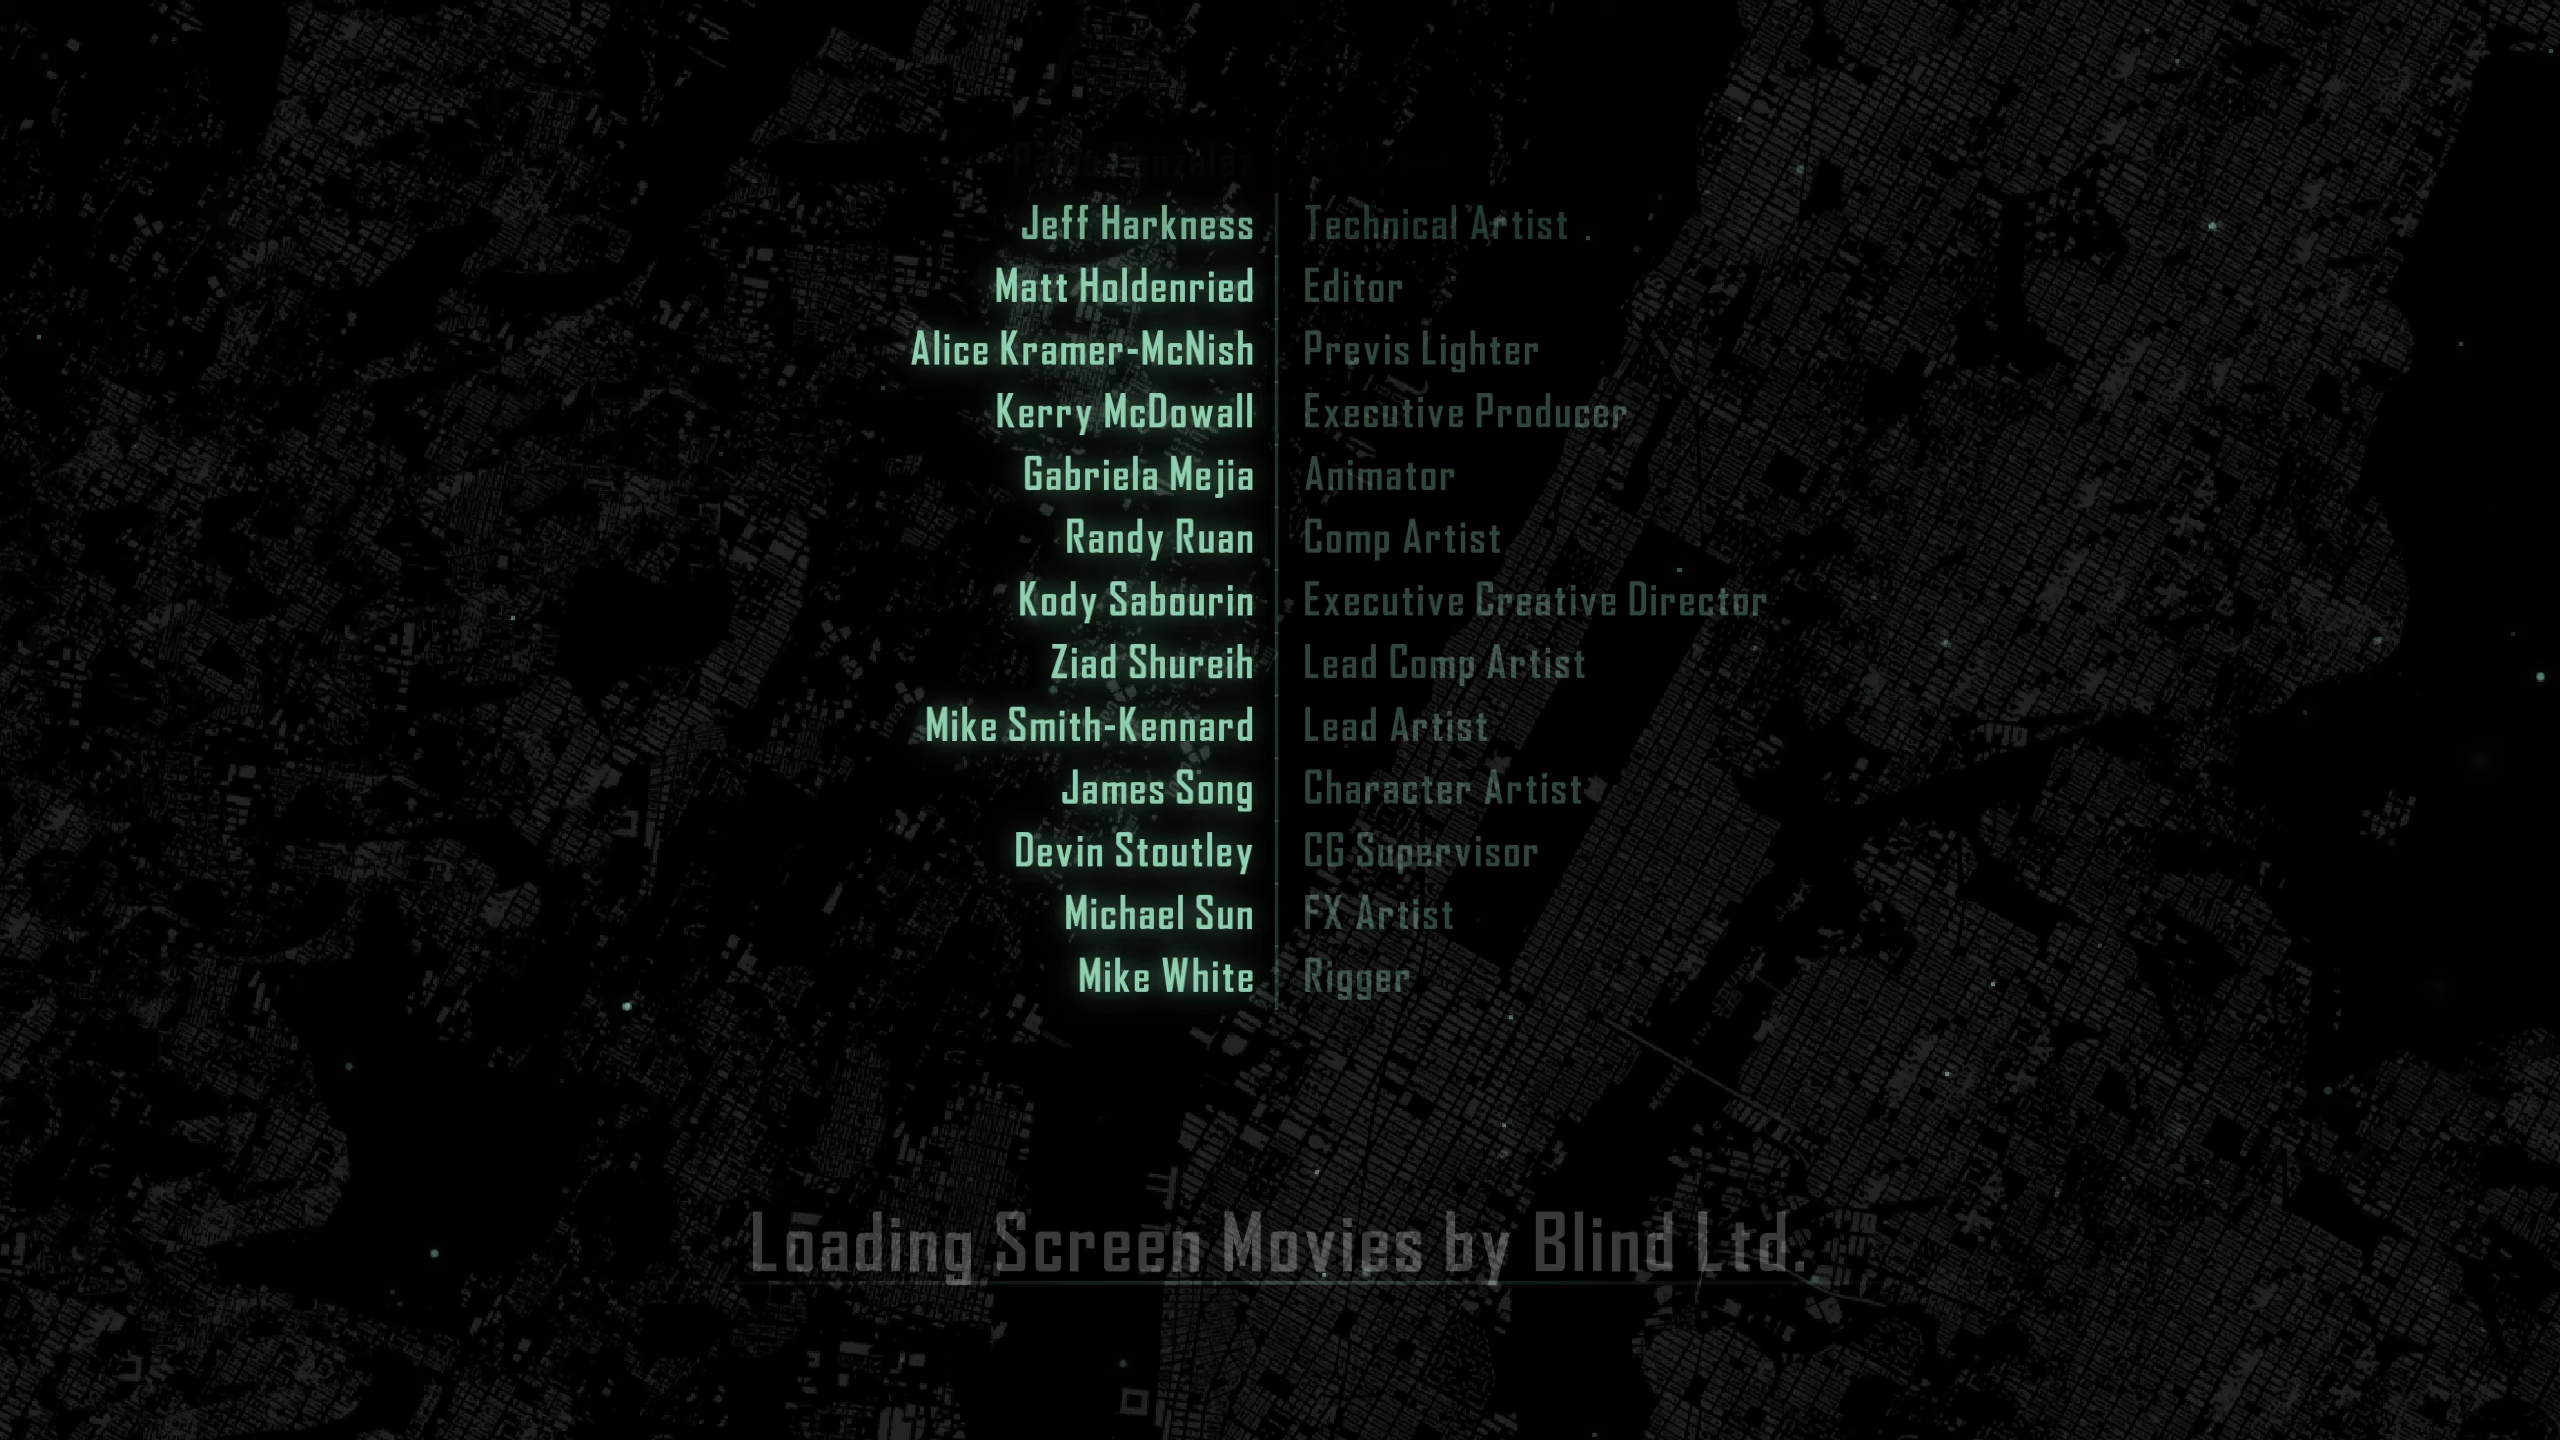 Jeff Harkness Technical Artist
Matt Holdenried Editor
Alice Kramer-McNish Previs Lighter
Kerry McDowall Executive Producer
Gabriela Mejia Animator
Randy Ruan Comp Artist
Kody Sabourin Executive Creative Director
Ziad Shureih Lead Comp Artist
Mike Smith-Kennard Lead Artist
James Song Character Artist
Devin Stoutley CG Supervisor
Michael Sun FX Artist
Mike White Rigger
Loading Screen Movies by Blind Ltd.